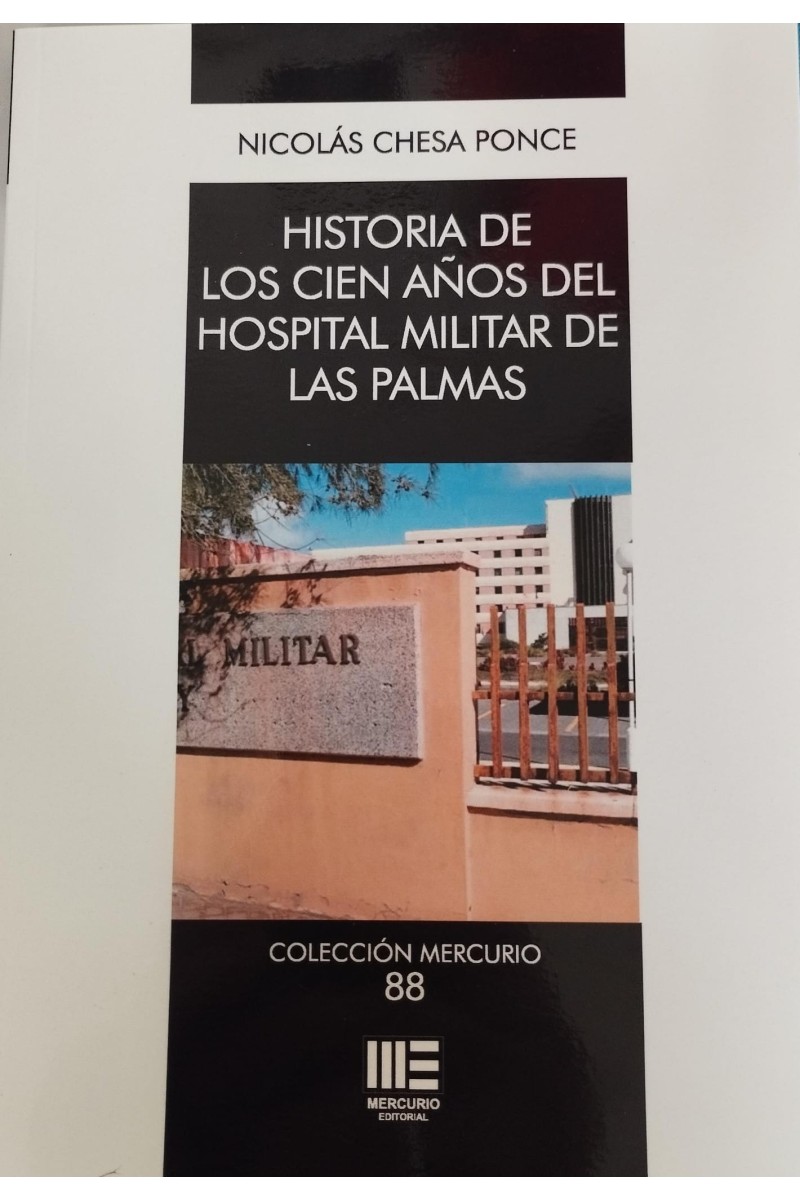 NICOLÁS CHESA PONCE
HISTORIA DE
LOS CIEN AÑOS DEL
HOSPITAL MILITAR DE
LAS PALMAS
L MILITAR
COLECCIÓN MERCURIO
88
ME
MERCURIO
EDITORIAL